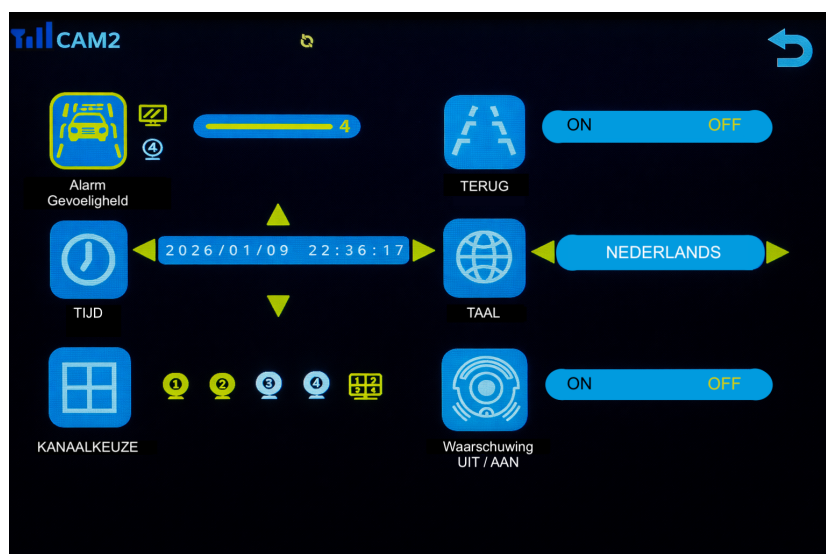 CAM2
4
ON OFF
4
Alarm
Gevoeligheld
TERUG
2026/01/09 22:36:17
NEDERLANDS
TIJD
TAAL
1 2 3 4 1 2 3 4
ON OFF
KANAALKEUZE
Waarschuwing
UIT / AAN